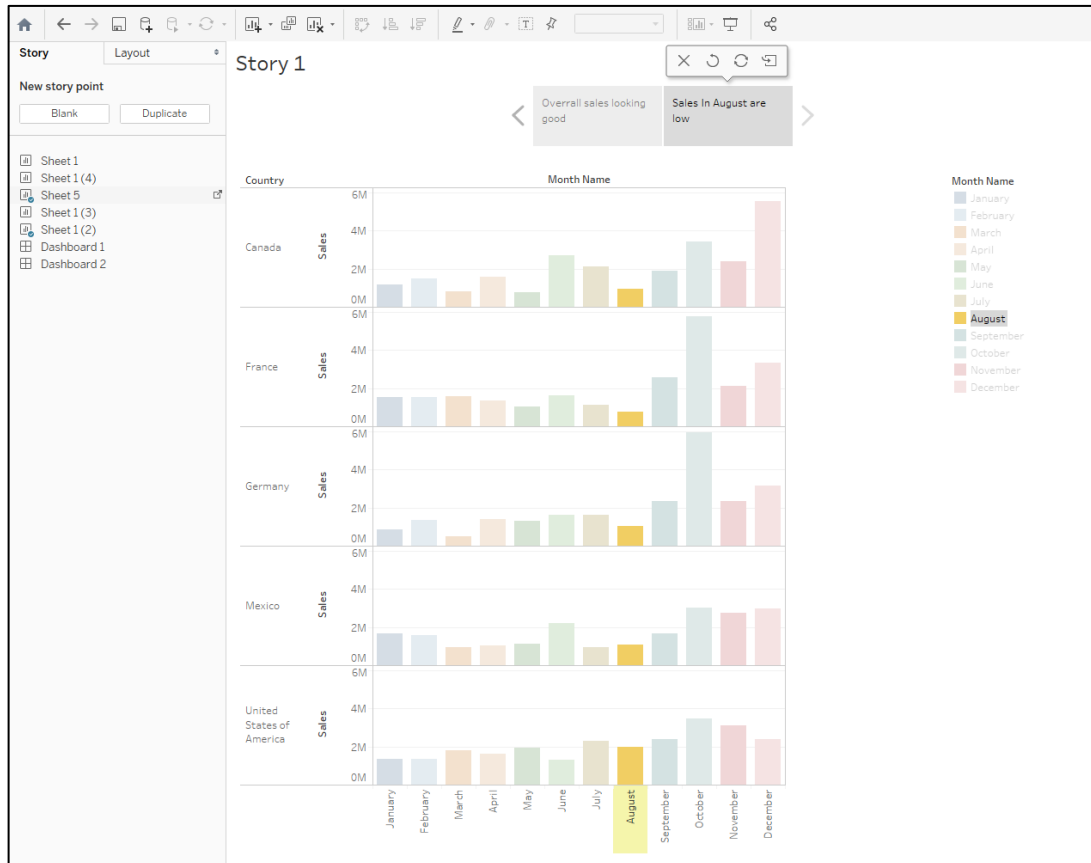 Story
Layout
Story 1
New story point
Blank
Duplicate
Overrall sales looking
good
Sales In August are
low
Sheet 1
Sheet 1 (4)
Sheet 5
Sheet 1 (3)
Sheet 1 (2)
Dashboard 1
Dashboard 2
Country
Month Name
Canada
Sales
6M
4M
2M
0M
France
Sales
6M
4M
2M
0M
Germany
Sales
6M
4M
2M
0M
Mexico
Sales
6M
4M
2M
0M
United
States of
America
Sales
6M
4M
2M
0M
January
February
March
April
May
June
July
August
September
October
November
December
Month Name
January
February
March
April
May
June
July
August
September
October
November
December